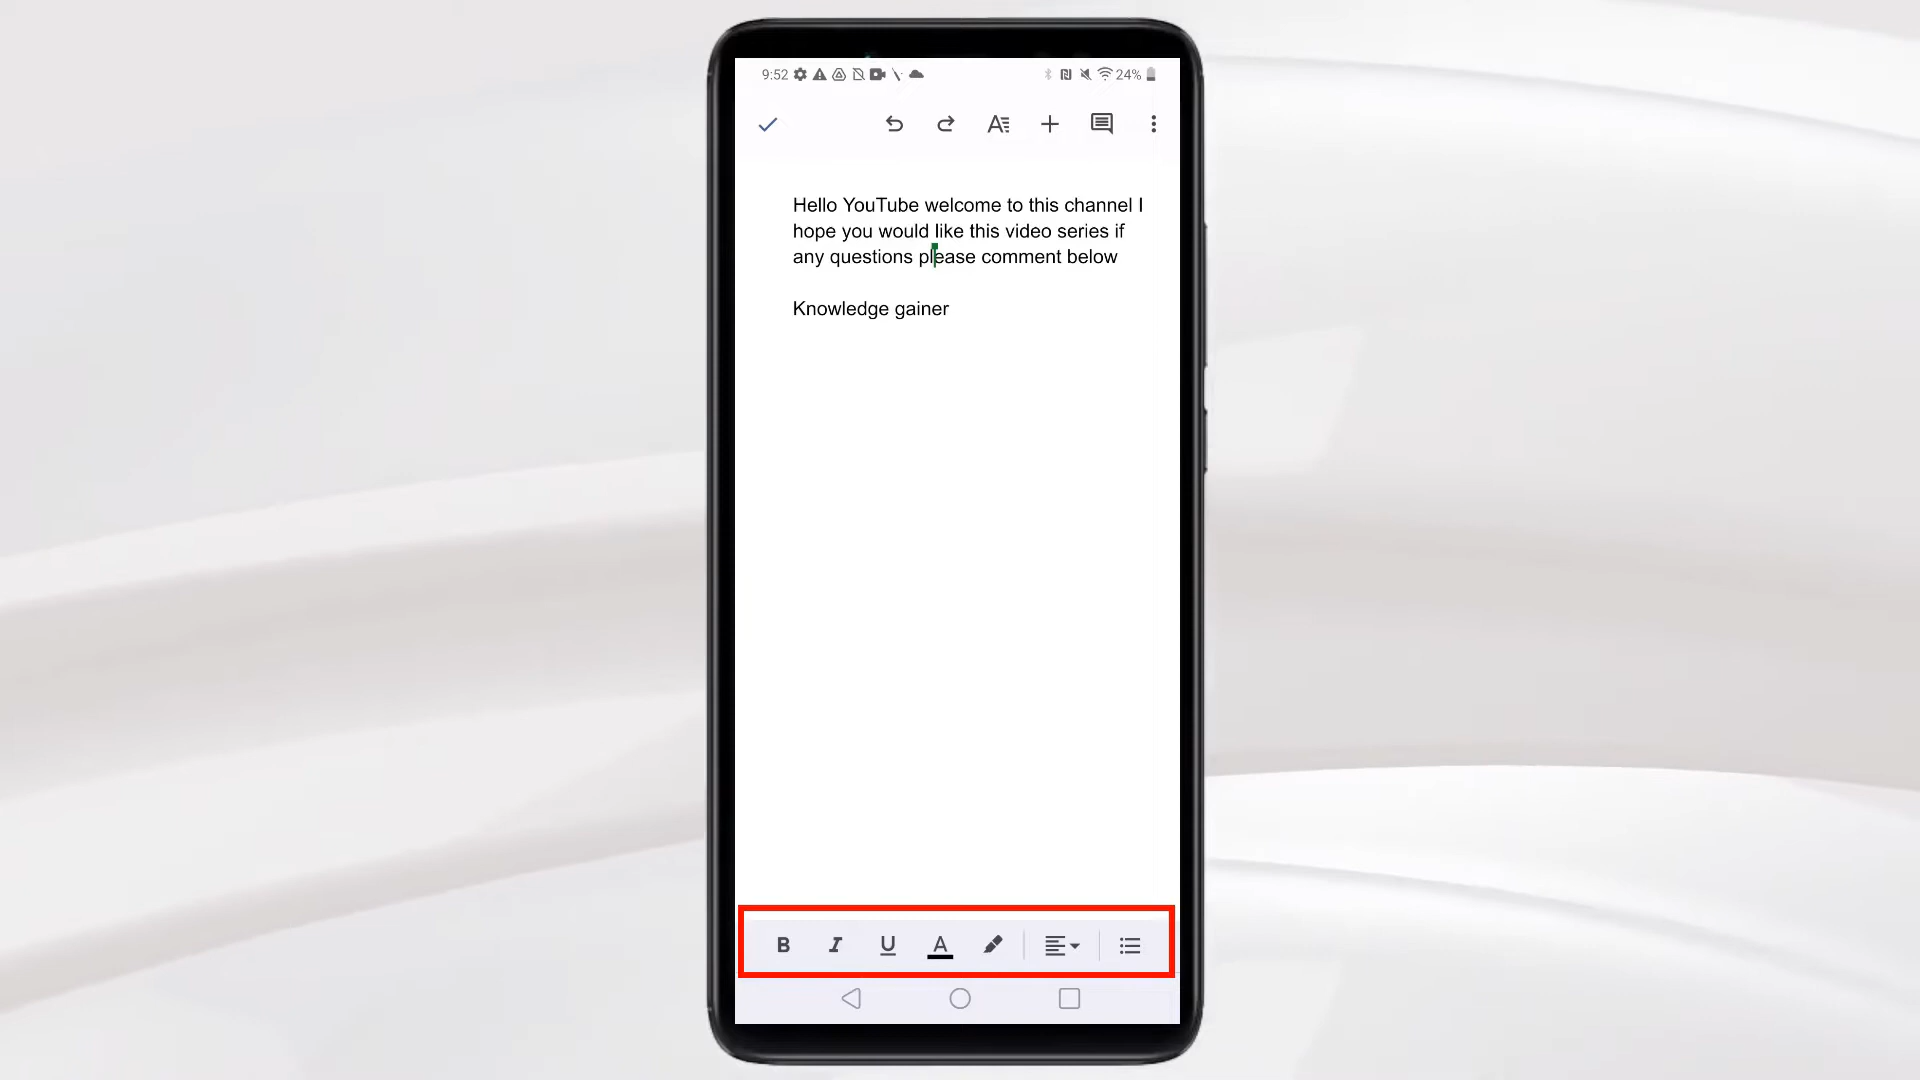 9:52
24%
Hello YouTube welcome to this channel I
hope you would like this video series if
any questions please comment below
Knowledge gainer
B I U A